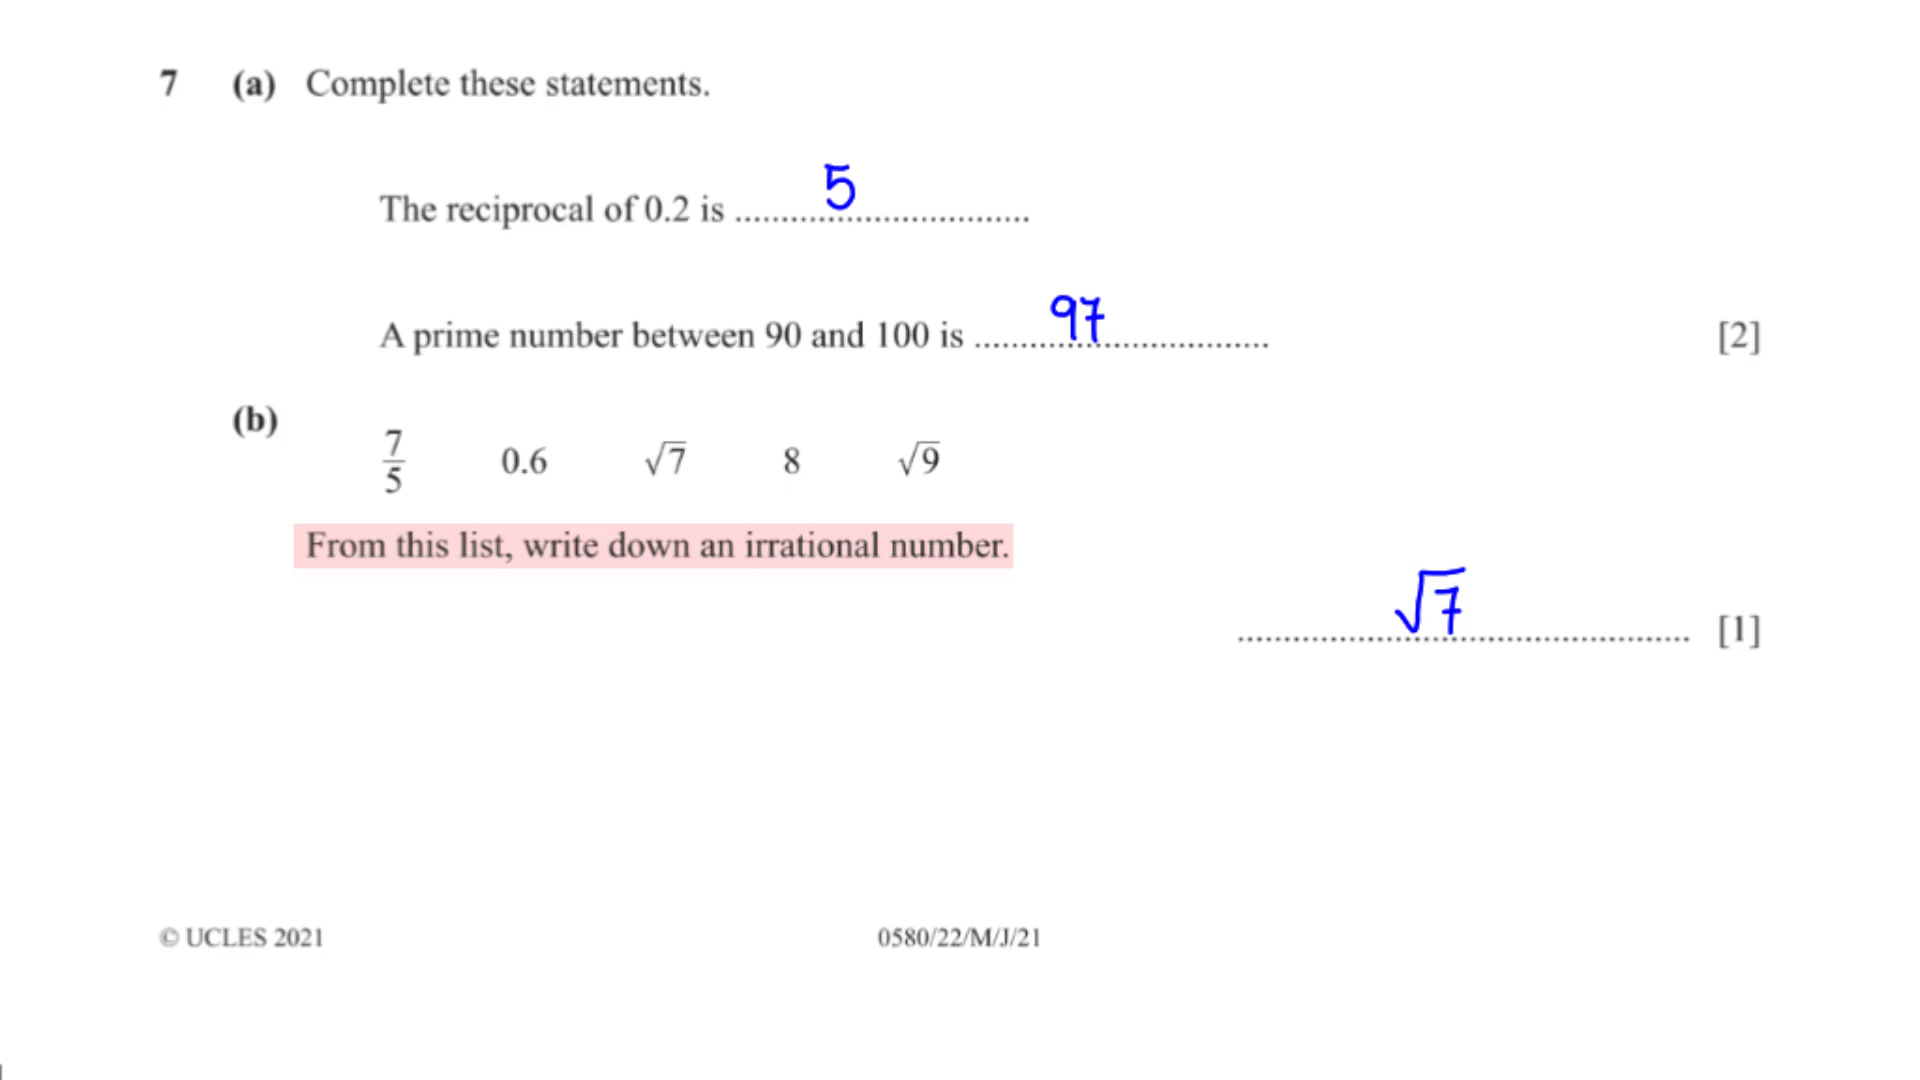 7 (a) Complete these statements.
The reciprocal of 0.2 is .......5.......
A prime number between 90 and 100 is .......97....... [2]
(b)
7/5 0.6 √7 8 √9
From this list, write down an irrational number.
.......√7....... [1]
© UCLES 2021 0580/22/M/J/21